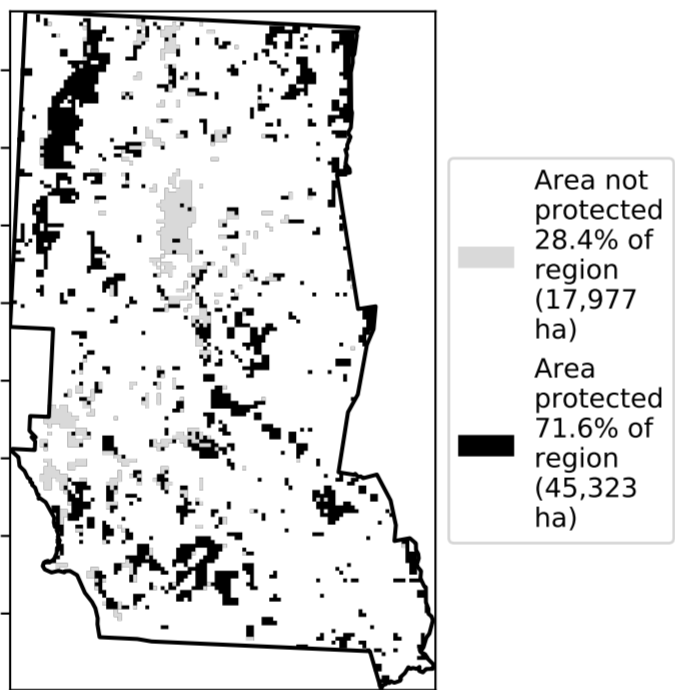 Area not
protected
28.4% of
region
(17,977
ha)
Area
protected
71.6% of
region
(45,323
ha)